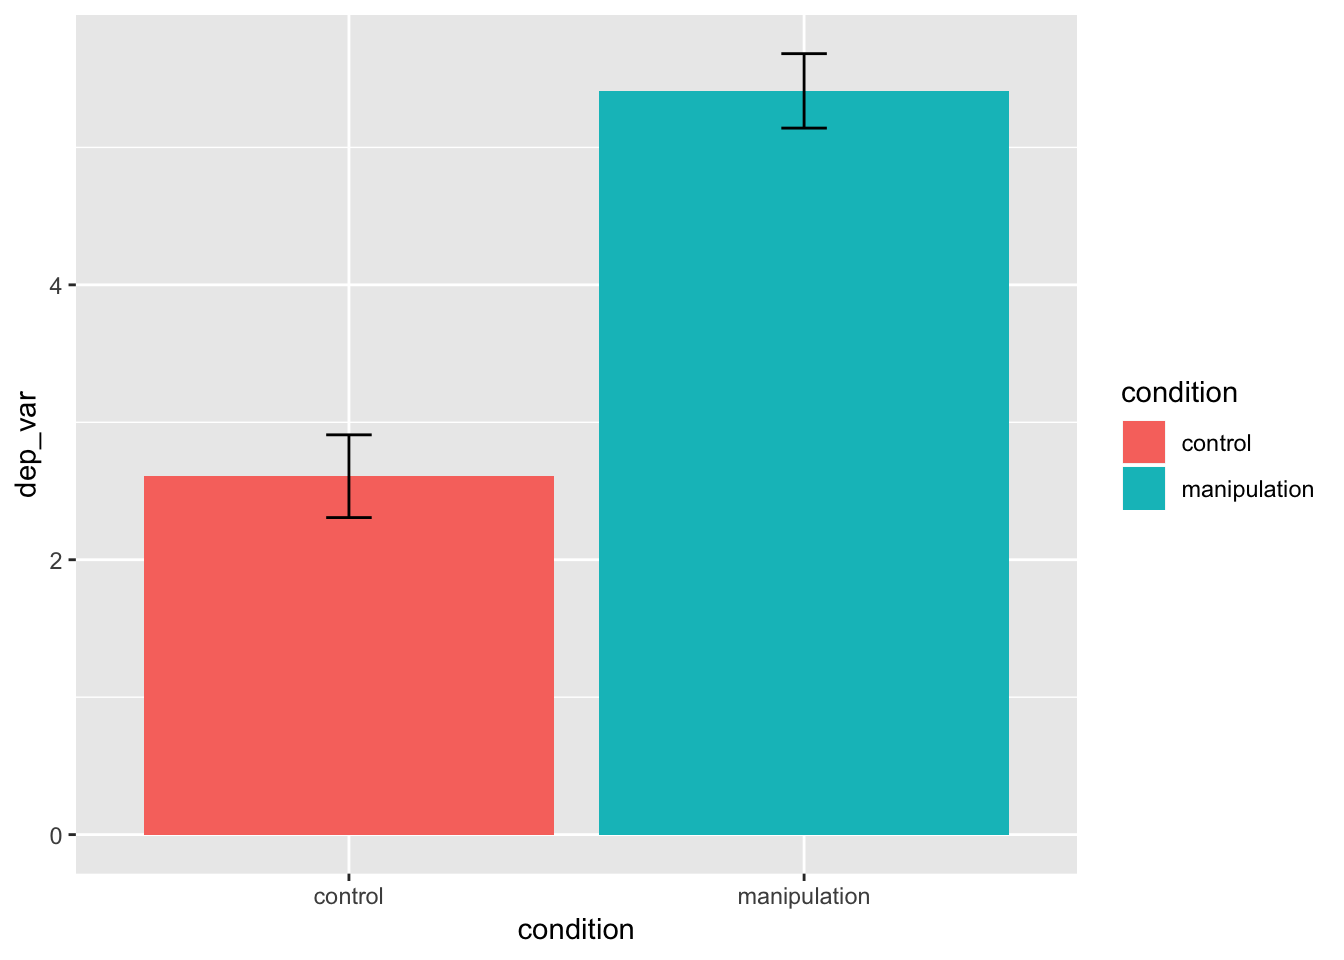 dep_var
4
2
0
control
manipulation
condition
condition
control
manipulation